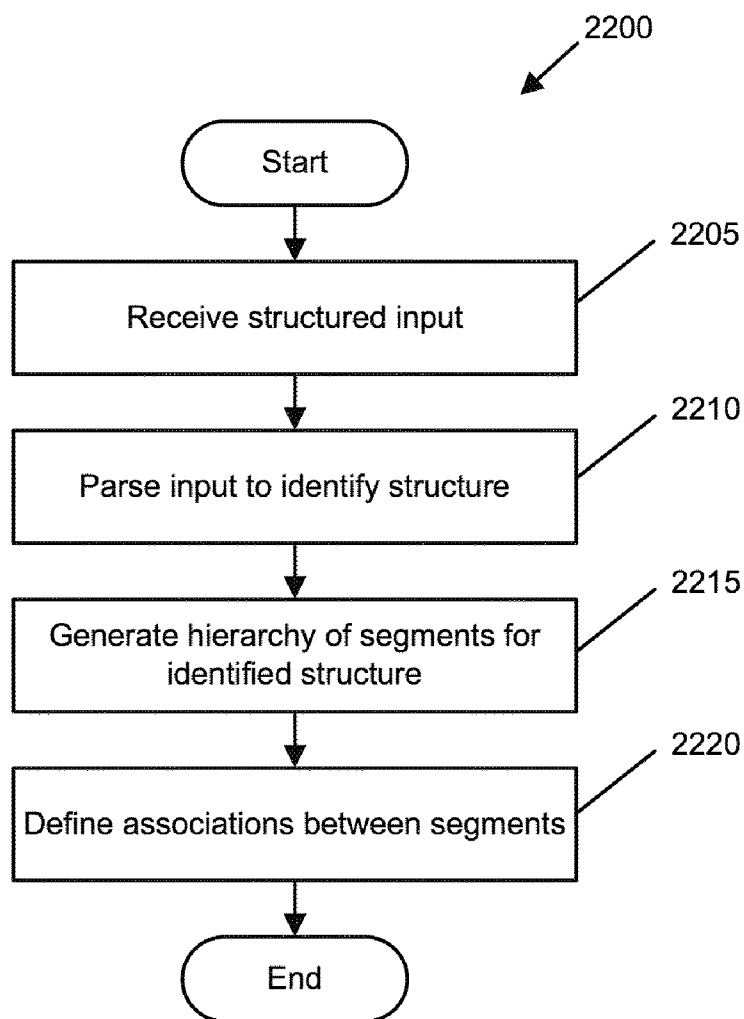 2200
Start
2205
Receive structured input
2210
Parse input to identify structure
2215
Generate hierarchy of segments for
identified structure
2220
Define associations between segments
End